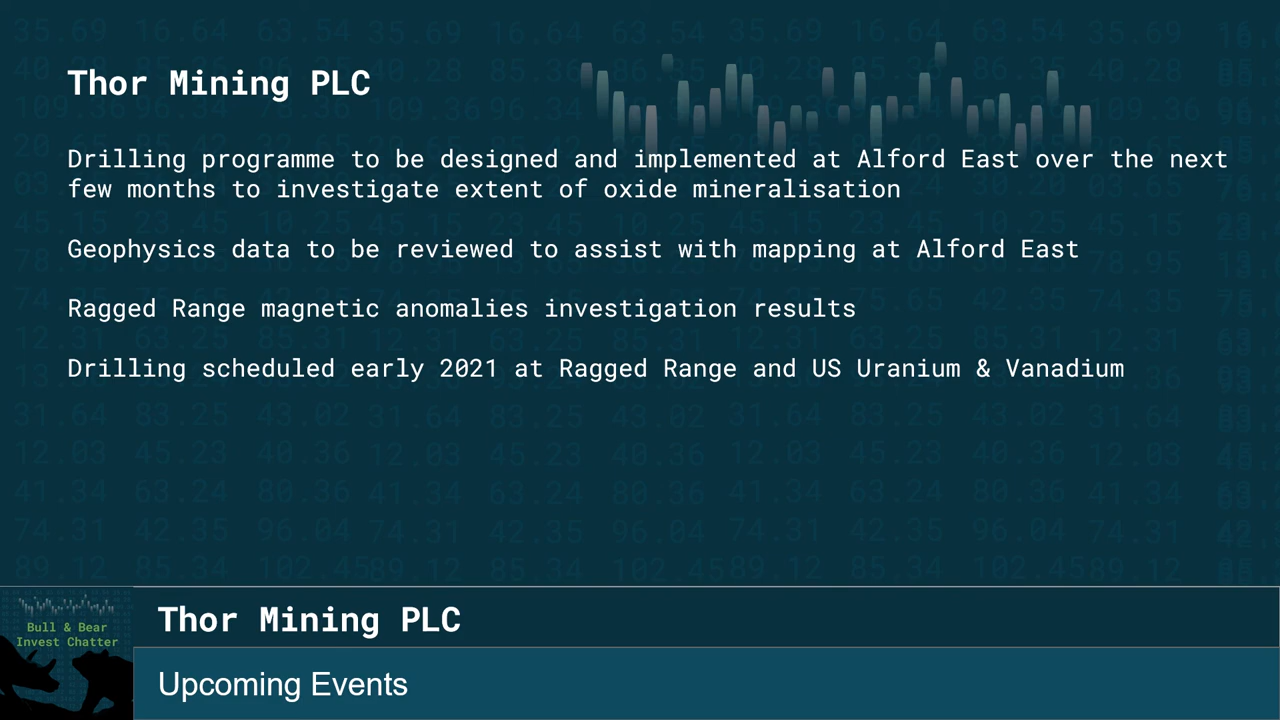 Thor Mining PLC
Drilling programme to be designed and implemented at Alford East over the next
few months to investigate extent of oxide mineralisation
Geophysics data to be reviewed to assist with mapping at Alford East
Ragged Range magnetic anomalies investigation results
Drilling scheduled early 2021 at Ragged Range and US Uranium & Vanadium
Bull & Bear
Invest Chatter
Thor Mining PLC
Upcoming Events